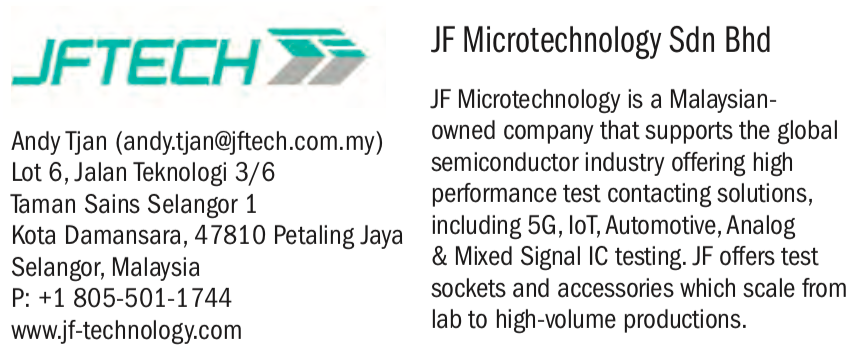 JFTECH
Andy Tjan (andy.tjan@jftech.com.my)
Lot 6, Jalan Teknologi 3/6
Taman Sains Selangor 1
Kota Damansara, 47810 Petaling Jaya
Selangor, Malaysia
P: +1 805-501-1744
www.jf-technology.com
JF Microtechnology Sdn Bhd
JF Microtechnology is a Malaysian-
owned company that supports the global
semiconductor industry offering high
performance test contacting solutions,
including 5G, IoT, Automotive, Analog
& Mixed Signal IC testing. JF offers test
sockets and accessories which scale from
lab to high-volume productions.